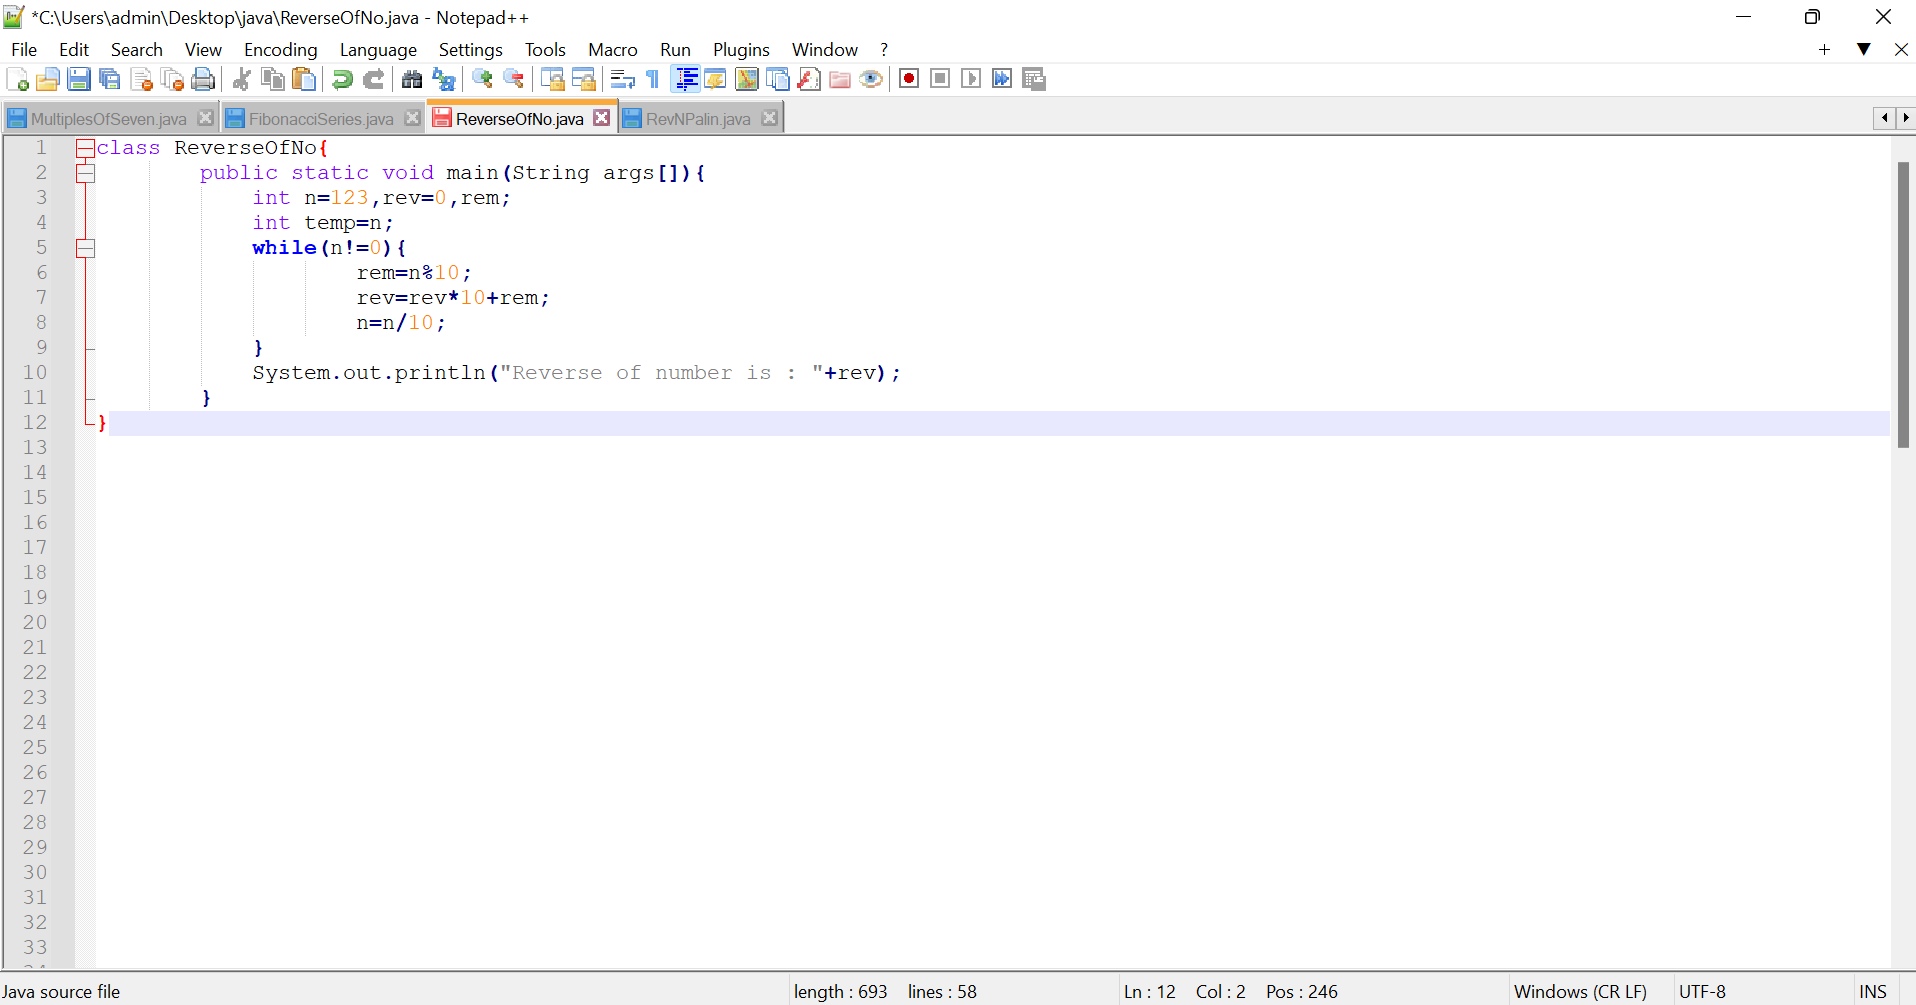 *C:\Users\admin\Desktop\java\ReverseOfNo.java - Notepad++
File Edit Search View Encoding Language Settings Tools Macro Run Plugins Window ?
MultiplesOfSeven.java FibonacciSeries.java ReverseOfNo.java RevNPalin.java
1 class ReverseOfNo{
2 public static void main(String args[]){
3 int n=123,rev=0,rem;
4 int temp=n;
5 while(n!=0){
6 rem=n%10;
7 rev=rev*10+rem;
8 n=n/10;
9 }
10 System.out.println("Reverse of number is : "+rev);
11 }
12 }
13
14
15
16
17
18
19
20
21
22
23
24
25
26
27
28
29
30
31
32
33
Java source file length : 693 lines : 58 Ln : 12 Col : 2 Pos : 246 Windows (CR LF) UTF-8 INS